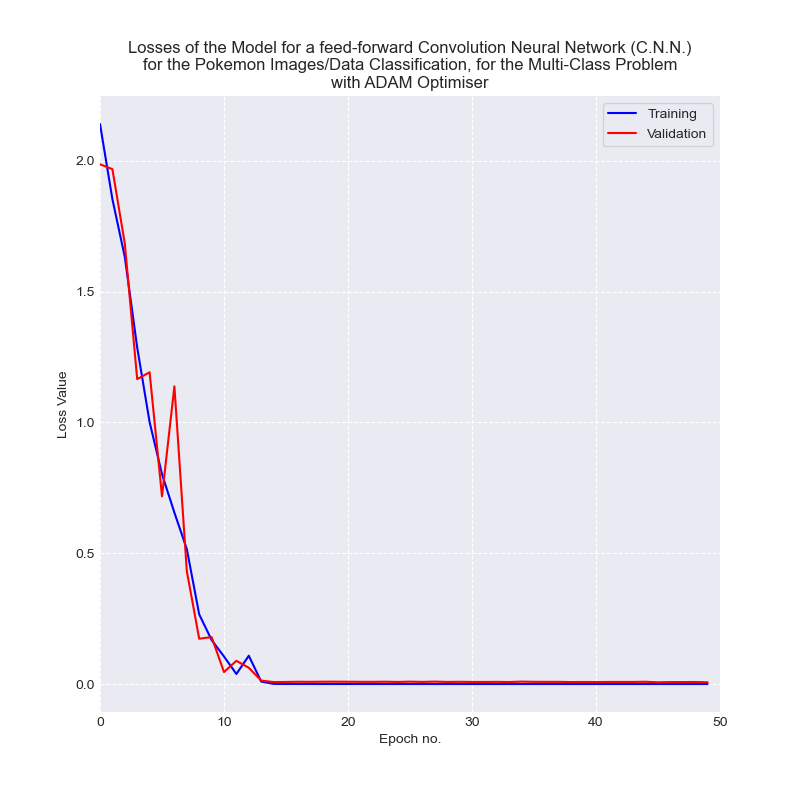 Losses of the Model for a feed-forward Convolution Neural Network (C.N.N.)
for the Pokemon Images/Data Classification, for the Multi-Class Problem
with ADAM Optimiser
Training
Validation
Loss Value
2.0
1.5
1.0
0.5
0.0
0 10 20 30 40 50
Epoch no.